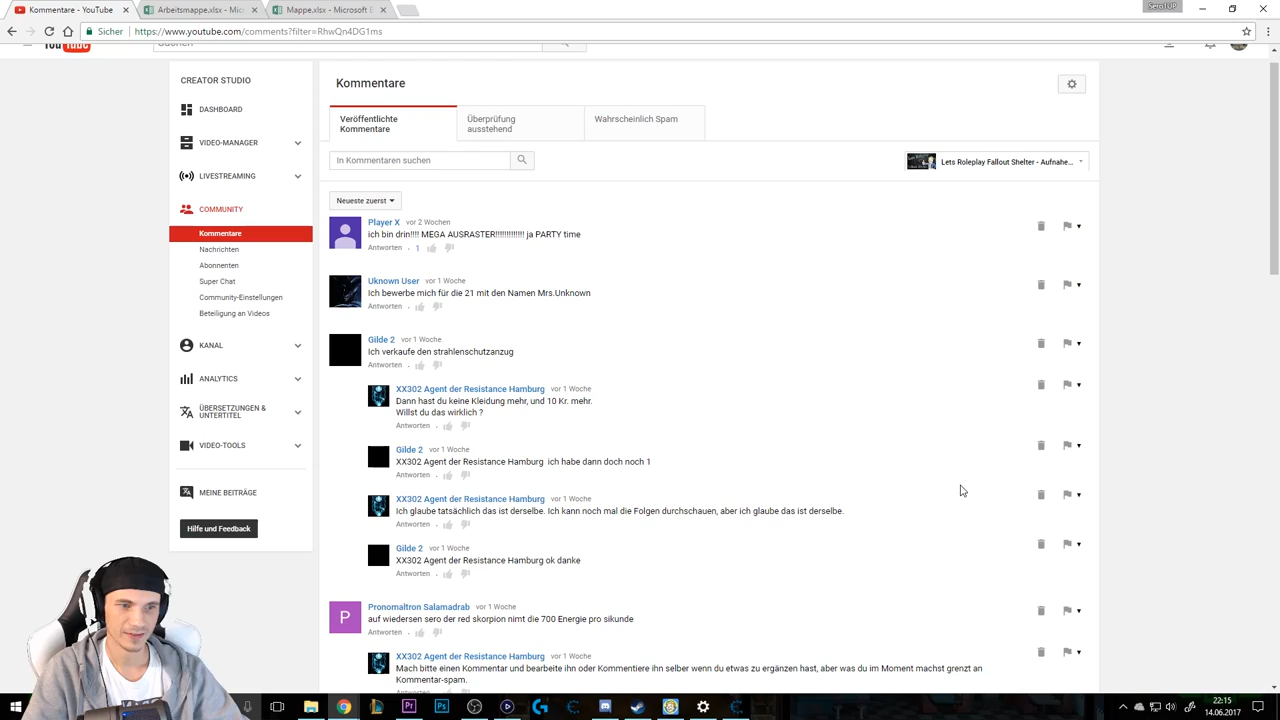 Sero1UP
Kommentare - YouTube
Arbeitsmappe.xlsx - Mic
Mappe.xlsx - Microsoft E
Sicher
https://www.youtube.com/comments?filter=RhwQn4DG1ms
YouTube
Suchen
CREATOR STUDIO
DASHBOARD
VIDEO-MANAGER
LIVESTREAMING
COMMUNITY
Kommentare
Nachrichten
Abonnenten
Super Chat
Community-Einstellungen
Beteiligung an Videos
KANAL
ANALYTICS
ÜBERSETZUNGEN &
UNTERTITEL
VIDEO-TOOLS
MEINE BEITRÄGE
Hilfe und Feedback
Kommentare
Veröffentlichte
Kommentare
Überprüfung
ausstehend
Wahrscheinlich Spam
In Kommentaren suchen
Lets Roleplay Fallout Shelter - Aufnahe...
Neueste zuerst
Player X vor 2 Wochen
ich bin drin!!!! MEGA AUSRASTER!!!!!!!!!!!!! ja PARTY time
Antworten . 1
Uknown User vor 1 Woche
Ich bewerbe mich für die 21 mit den Namen Mrs.Unknown
Antworten .
Gilde 2 vor 1 Woche
Ich verkaufe den strahlenschutzanzug
Antworten .
XX302 Agent der Resistance Hamburg vor 1 Woche
Dann hast du keine Kleidung mehr, und 10 Kr. mehr.
Willst du das wirklich ?
Antworten .
Gilde 2 vor 1 Woche
XX302 Agent der Resistance Hamburg ich habe dann doch noch 1
Antworten .
XX302 Agent der Resistance Hamburg vor 1 Woche
Ich glaube tatsächlich das ist derselbe. Ich kann noch mal die Folgen durchschauen, aber ich glaube das ist derselbe.
Antworten .
Gilde 2 vor 1 Woche
XX302 Agent der Resistance Hamburg ok danke
Antworten .
P
Pronomaltron Salamadrab vor 1 Woche
auf wiedersen sero der red skorpion nimt die 700 Energie pro sikunde
Antworten .
XX302 Agent der Resistance Hamburg vor 1 Woche
Mach bitte einen Kommentar und bearbeite ihn oder Kommentiere ihn selber wenn du etwas zu ergänzen hast, aber was du im Moment machst grenzt an
Kommentar-spam.
Antworten .
Pr
Ps
22:15
14.06.2017